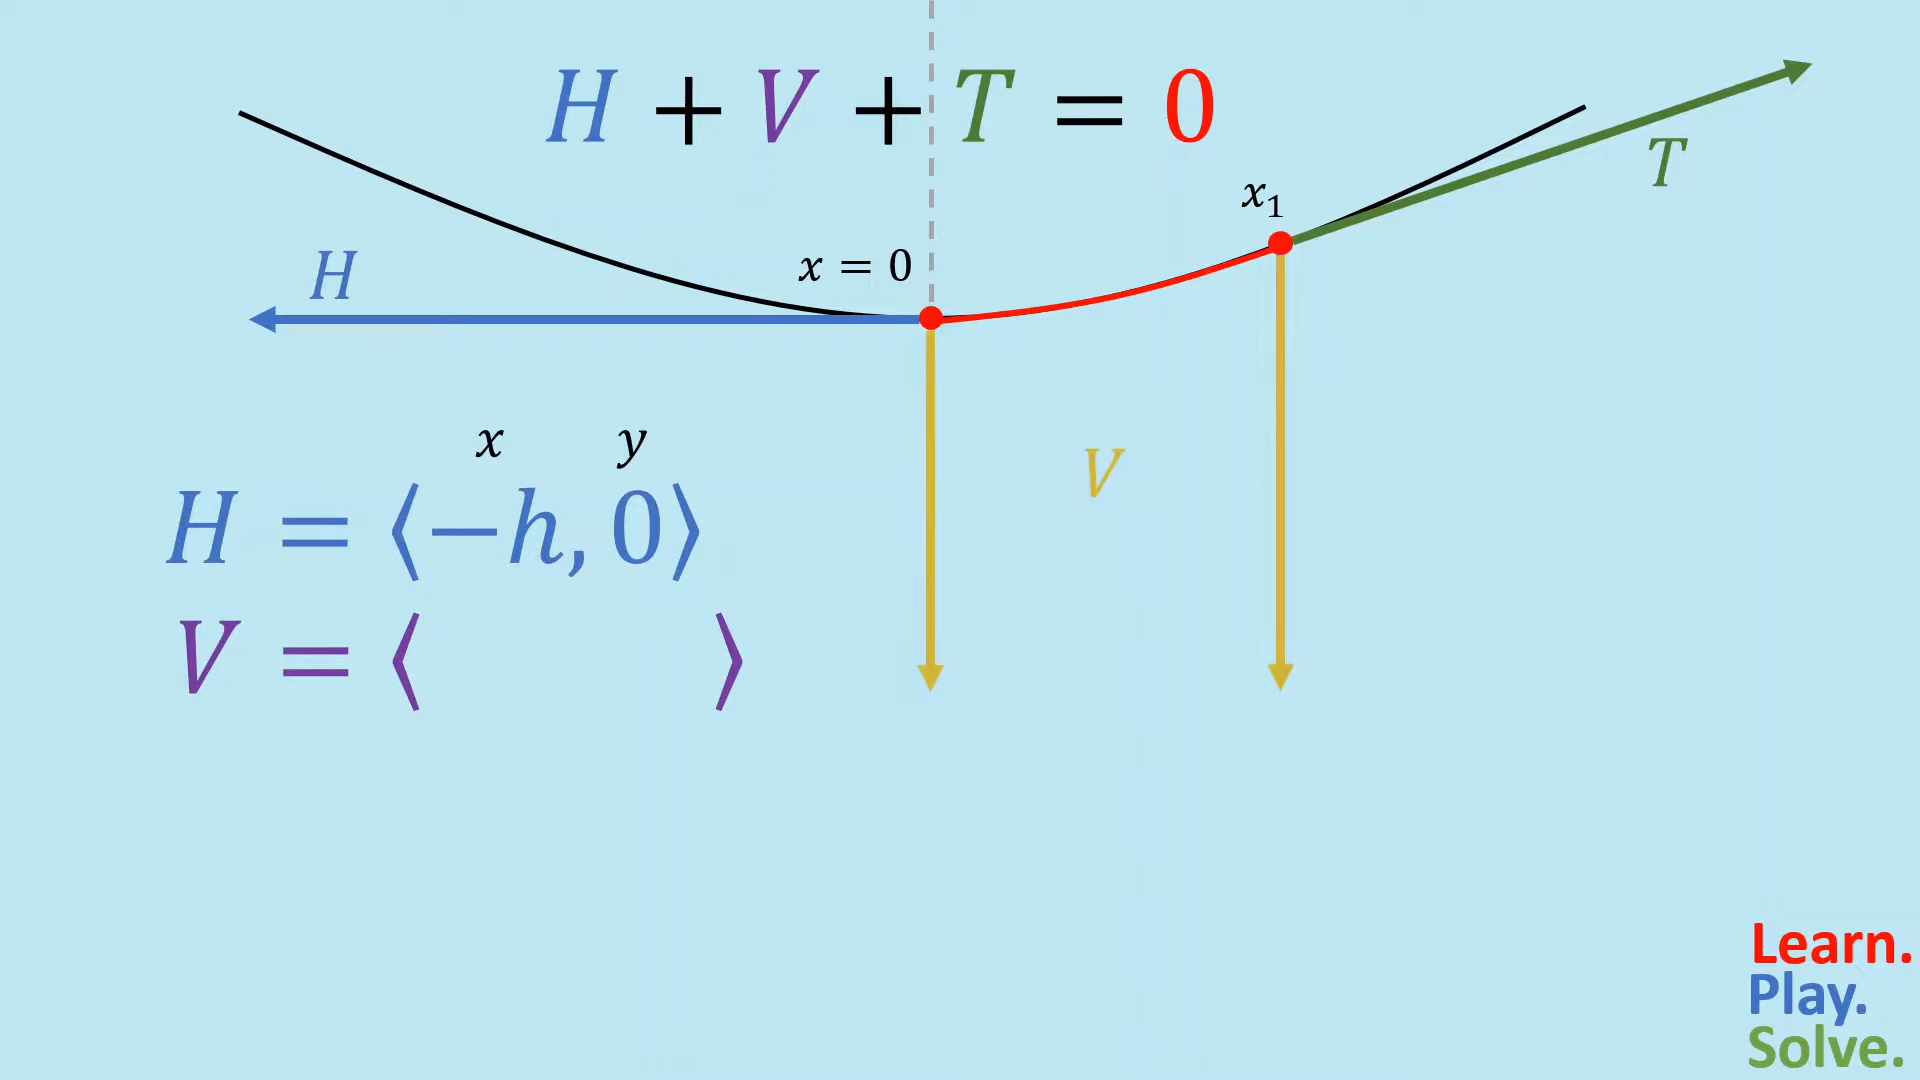 H + V + T = 0
x₁
T
x = 0
H
V
x y
H = ⟨−h, 0⟩
V = ⟨ ⟩
Learn.
Play.
Solve.